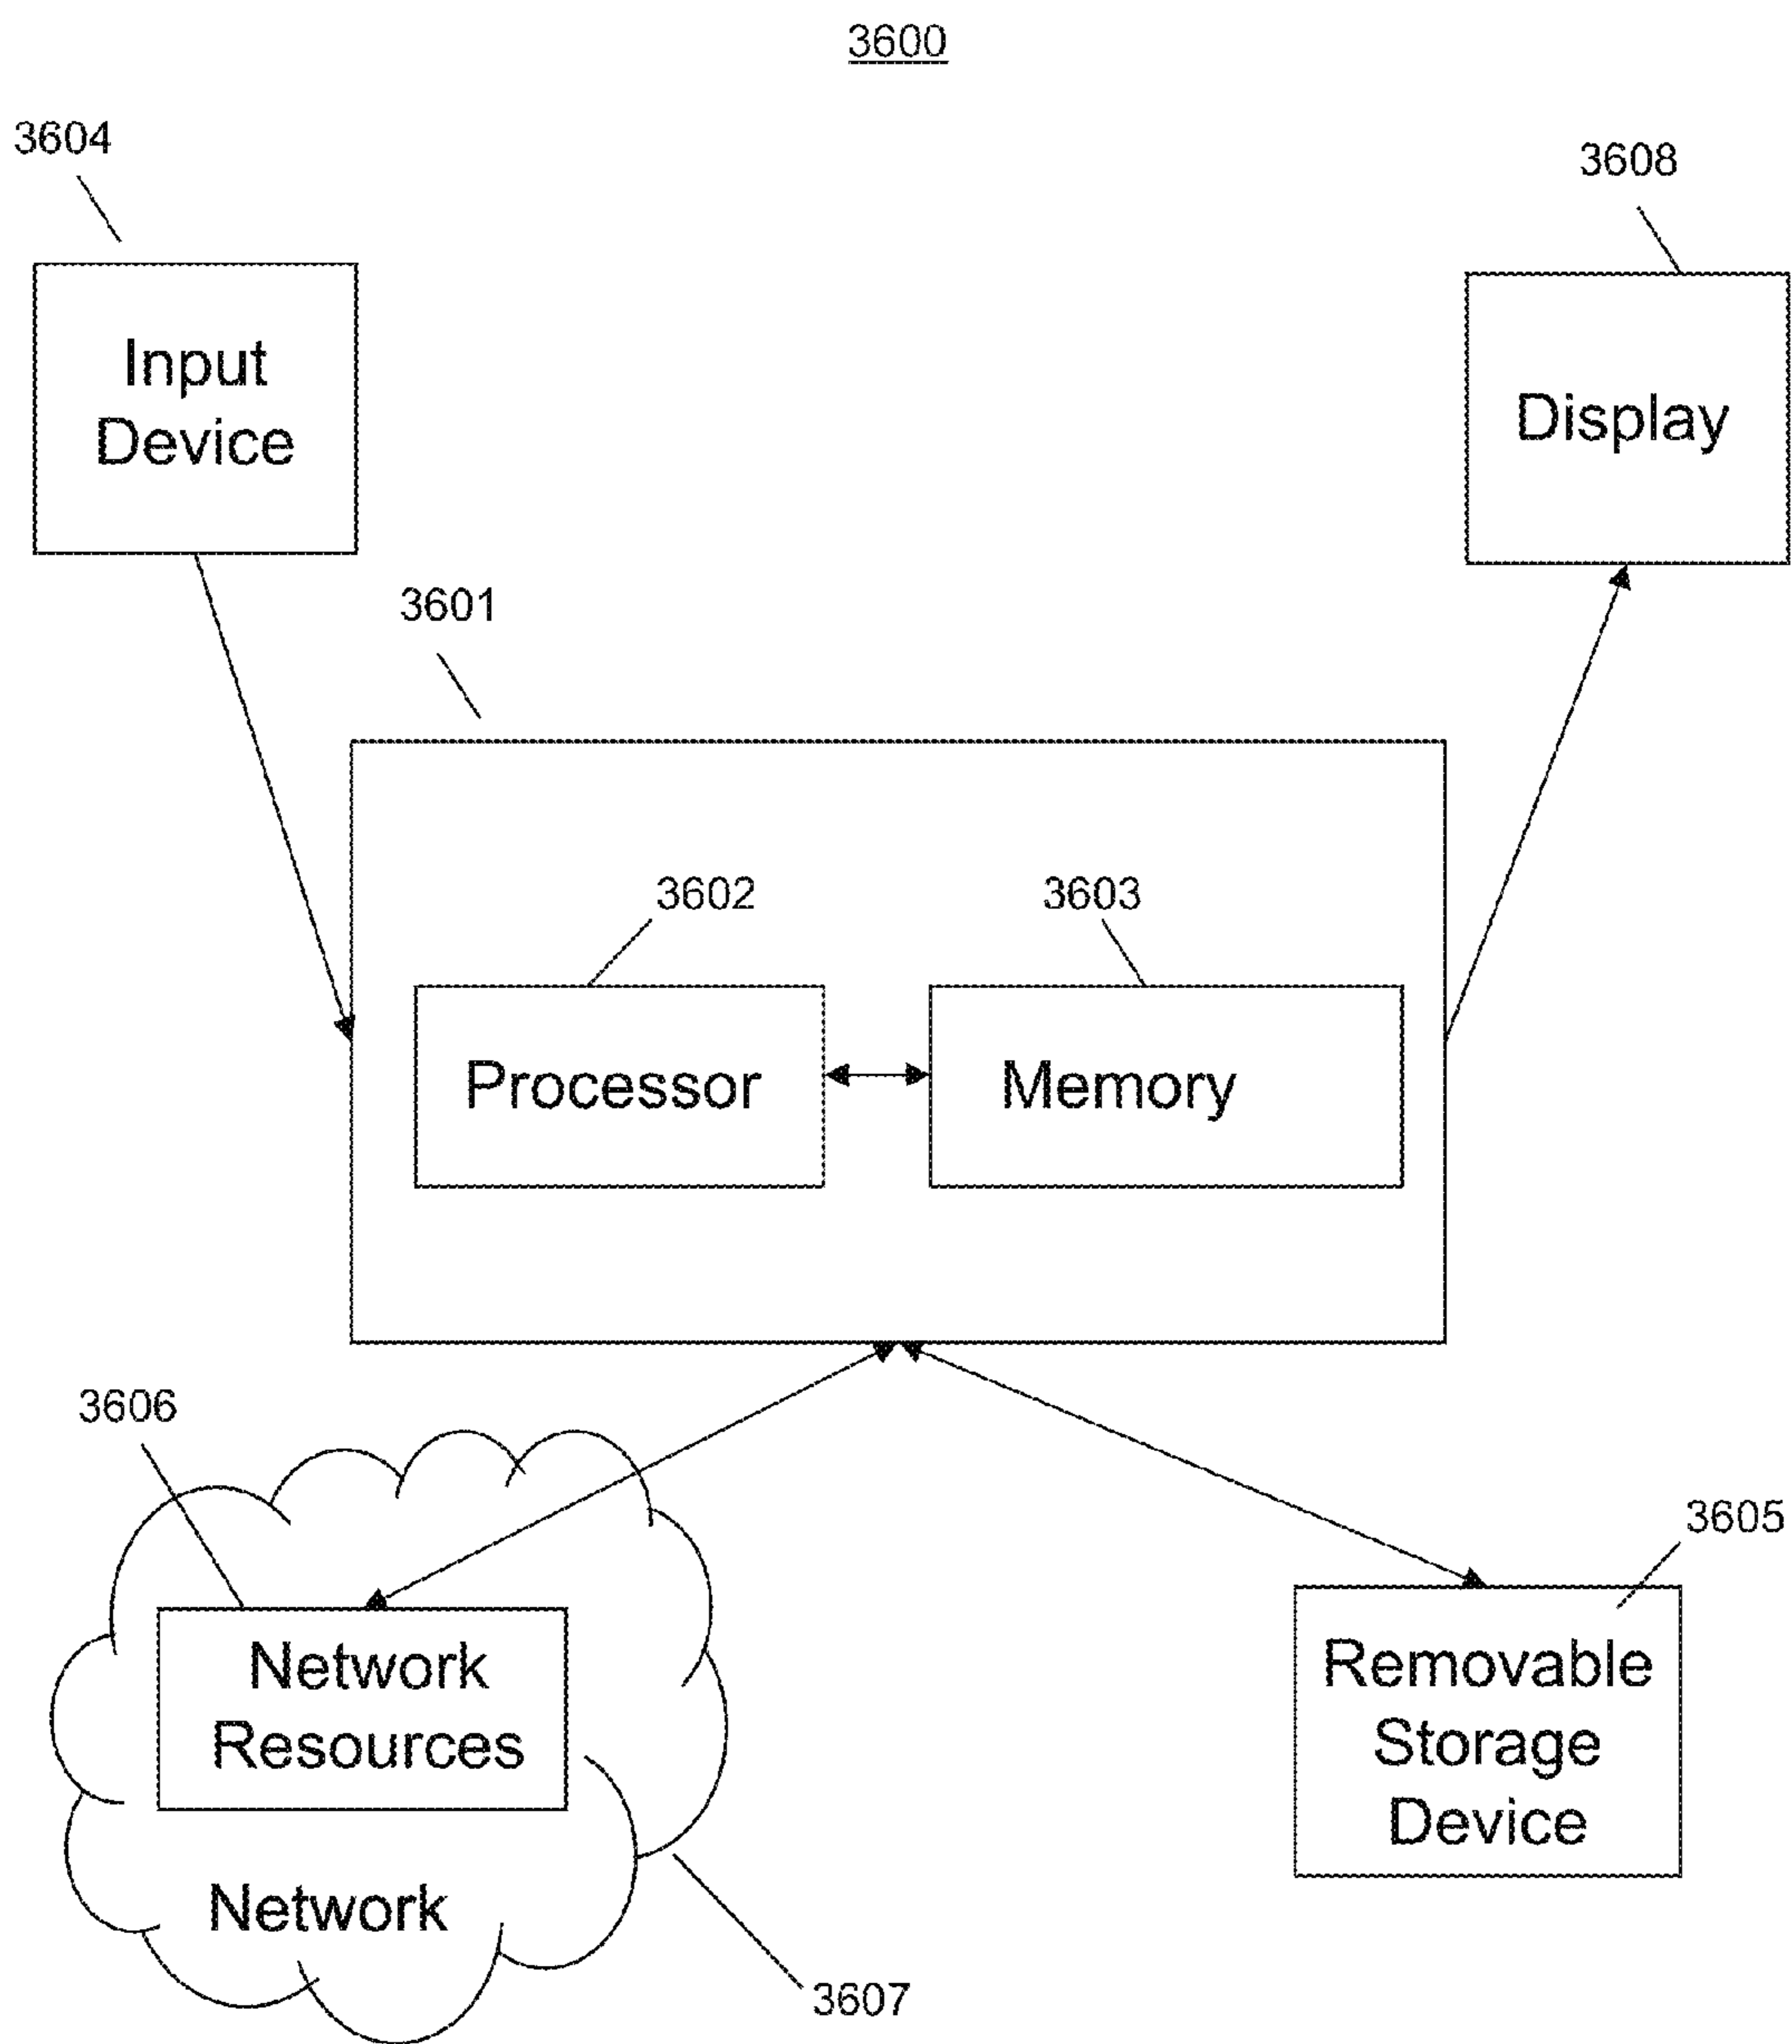 3600
3604
3608
Input
Device
Display
3601
3602
3603
Processor
Memory
3606
3605
Network
Resources
Removable
Storage
Device
Network
3607